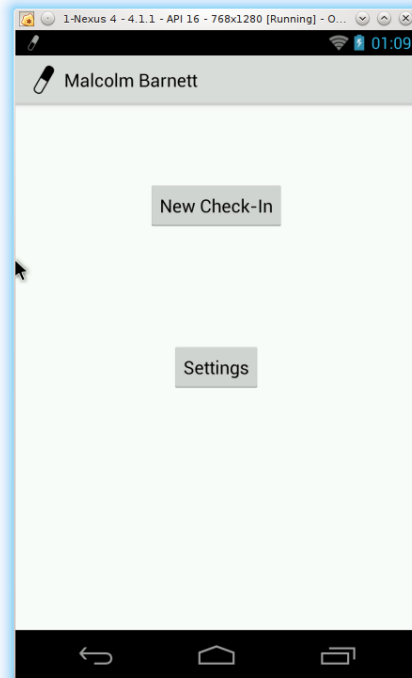 1-Nexus 4 - 4.1.1 - API 16 - 768x1280 [Running] - O...
01:09
Malcolm Barnett
New Check-In
Settings